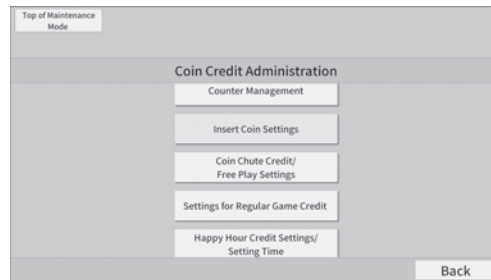 Top of Maintenance
Mode
Coin Credit Administration
Counter Management
Insert Coin Settings
Coin Chute Credit/
Free Play Settings
Settings for Regular Game Credit
Happy Hour Credit Settings/
Setting Time
Back